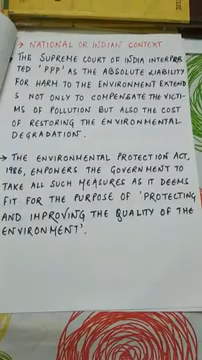 → NATIONAL OR INDIAN CONTEXT
→ THE SUPREME COURT OF INDIA INTERPRE
TED 'PPP' AS THE ABSOLUTE LIABILITY
FOR HARM TO THE ENVIRONMENT EXTEND
S NOT ONLY TO COMPENSATE THE VICTI-
MS OF POLLUTION BUT ALSO THE COST
OF RESTORING THE ENVIRONMENTAL
DEGRADATION.
→ THE ENVIRONMENTAL PROTECTION ACT,
1986, EMPOWERS THE GOVERNMENT TO
TAKE ALL SUCH MEASURES AS IT DEEMS
FIT FOR THE PURPOSE OF 'PROTECTING
AND IMPROVING THE QUALITY OF THE
ENVIRONMENT'.